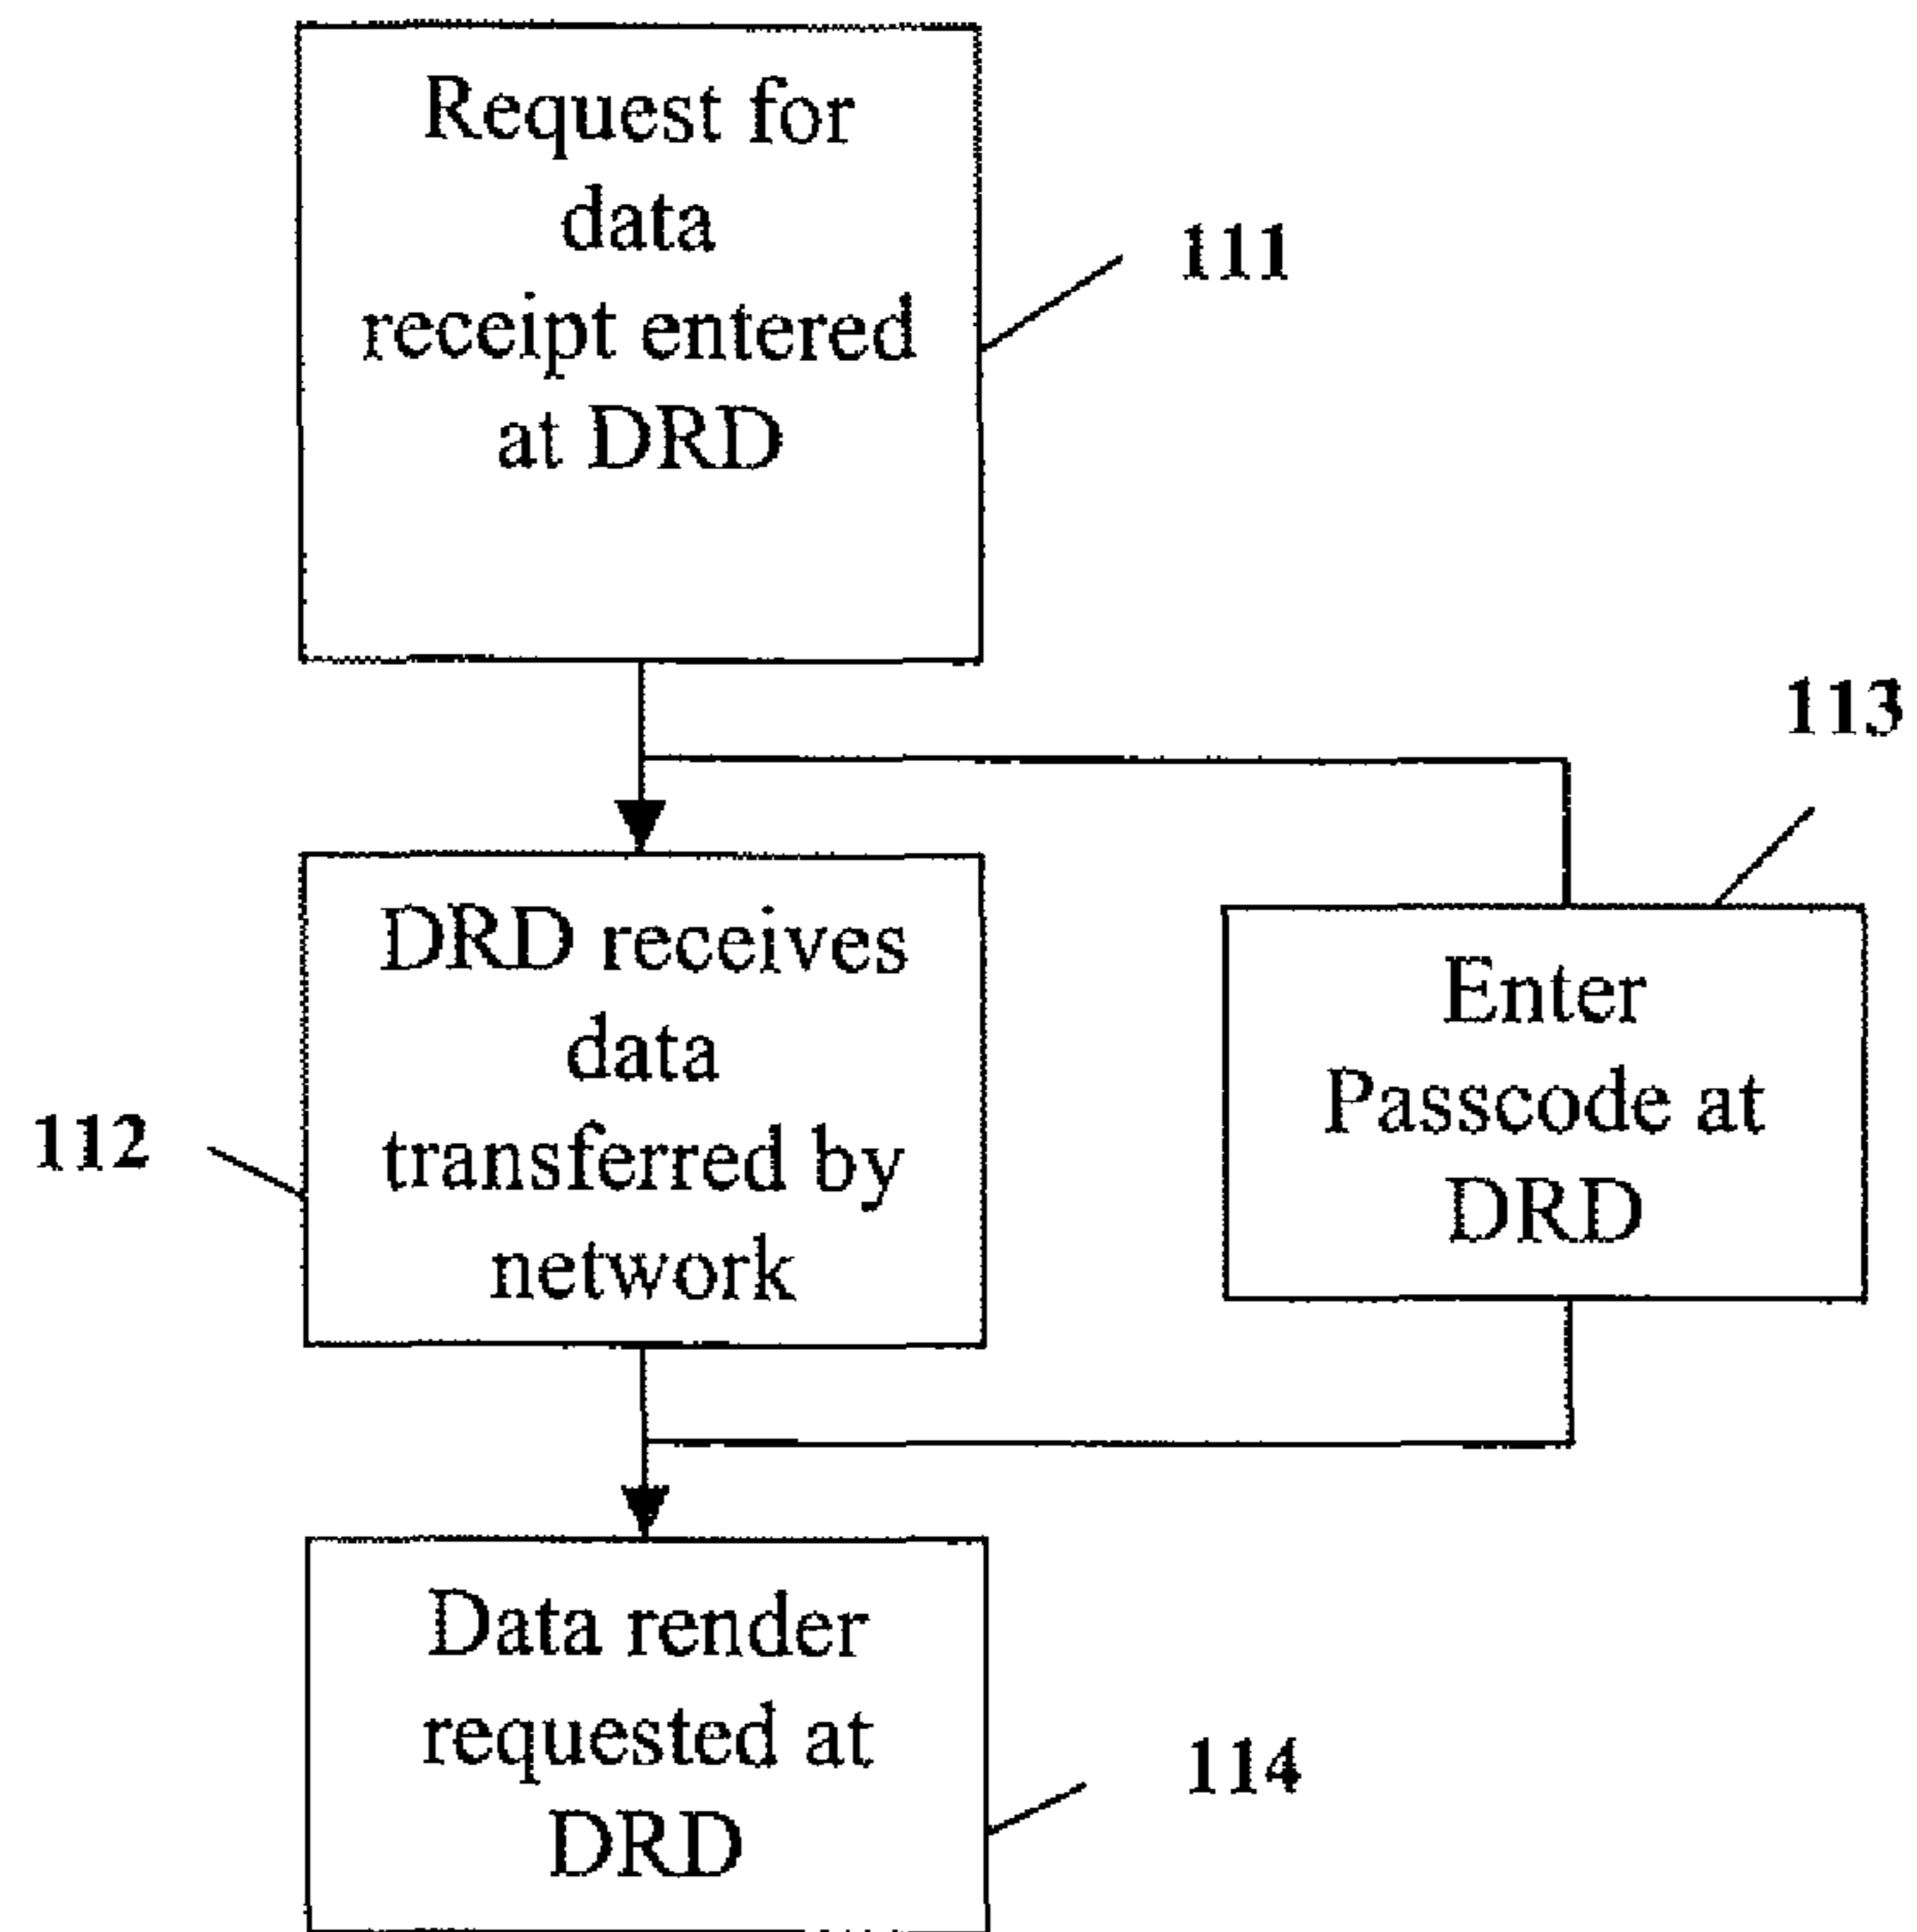 Request for
data
receipt entered
at DRD
111
113
DRD receives
data
transferred by
network
112
Enter
Passcode at
DRD
Data render
requested at
DRD
114